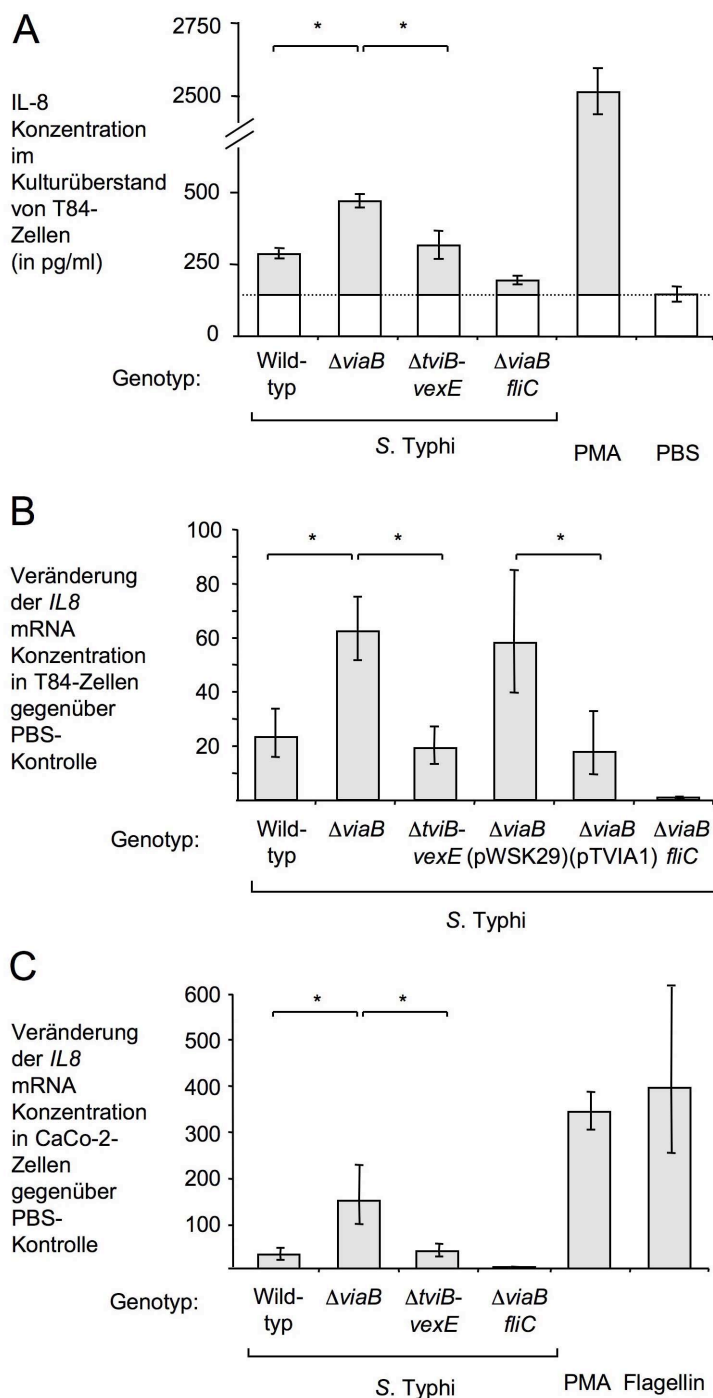 A
IL-8
Konzentration
im
Kulturüberstand
von T84-
Zellen
(in pg/ml)
2750
2500
500
250
0
* *
Genotyp:
Wild- ΔviaB ΔtviB- ΔviaB
typ vexE fliC
S. Typhi PMA PBS
B
Veränderung
der IL8
mRNA
Konzentration
in T84-Zellen
gegenüber
PBS-
Kontrolle
100
80
60
40
20
* * *
Genotyp:
Wild- ΔviaB ΔtviB- ΔviaB ΔviaB ΔviaB
typ vexE (pWSK29) (pTVIA1) fliC
S. Typhi
C
Veränderung
der IL8
mRNA
Konzentration
in CaCo-2-
Zellen
gegenüber
PBS-
Kontrolle
600
500
400
300
200
100
* *
Genotyp:
Wild- ΔviaB ΔtviB- ΔviaB
typ vexE fliC
S. Typhi PMA Flagellin